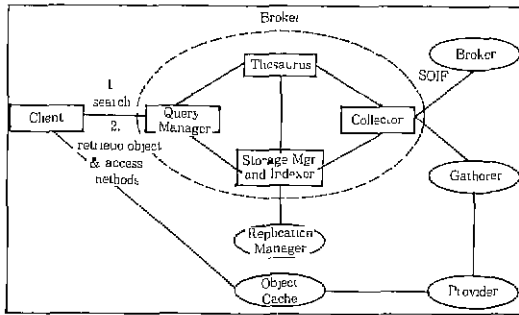 Broker
Thesaurus
SOIF
Broker
1.
search
Client
Query
Manager
Collector
2.
retrieve object
& access
methods
Storage Mgr
and Indexor
Gatherer
Replication
Manager
Object
Cache
Provider